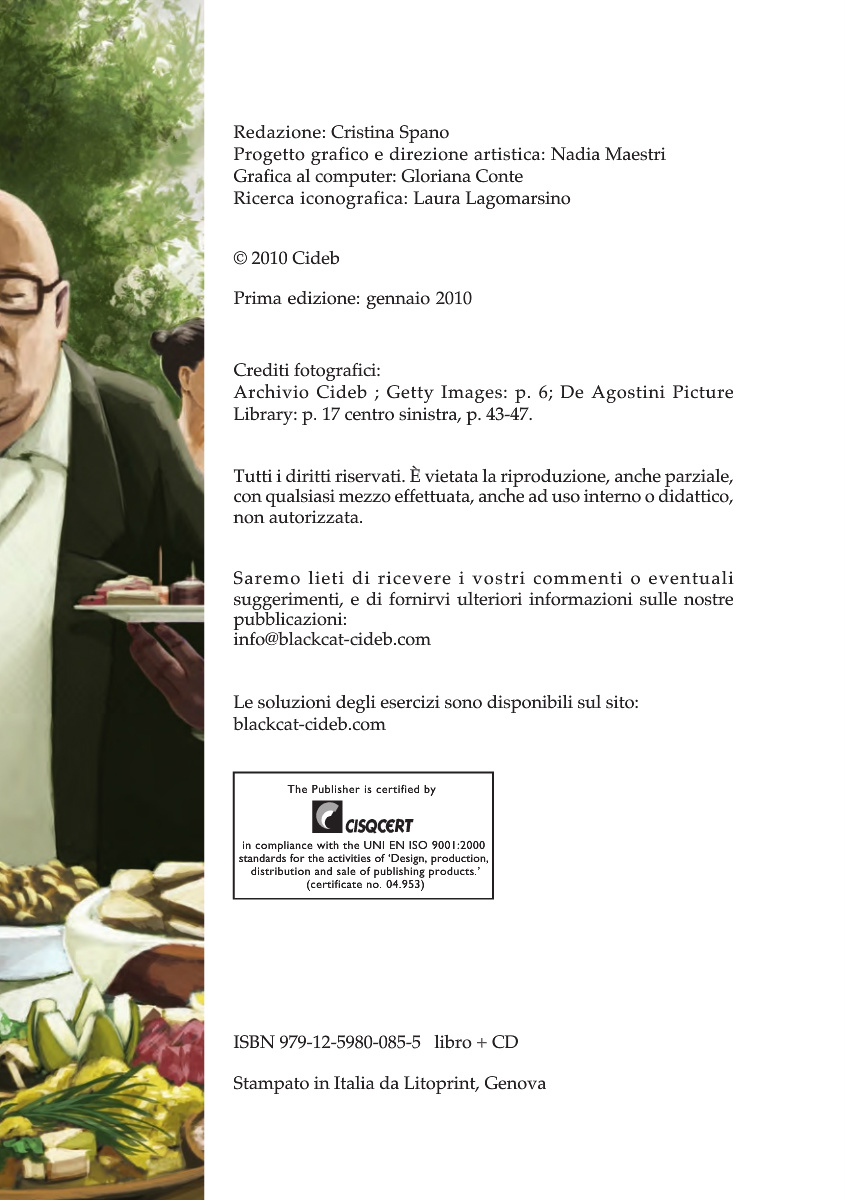 Redazione: Cristina Spano
Progetto grafico e direzione artistica: Nadia Maestri
Grafica al computer: Gloriana Conte
Ricerca iconografica: Laura Lagomarsino
© 2010 Cideb
Prima edizione: gennaio 2010
Crediti fotografici:
Archivio Cideb ; Getty Images: p. 6; De Agostini Picture
Library: p. 17 centro sinistra, p. 43-47.
Tutti i diritti riservati. È vietata la riproduzione, anche parziale,
con qualsiasi mezzo effettuata, anche ad uso interno o didattico,
non autorizzata.
Saremo lieti di ricevere i vostri commenti o eventuali
suggerimenti, e di fornirvi ulteriori informazioni sulle nostre
pubblicazioni:
info@blackcat-cideb.com
Le soluzioni degli esercizi sono disponibili sul sito:
blackcat-cideb.com
The Publisher is certified by
CISQCERT
in compliance with the UNI EN ISO 9001:2000
standards for the activities of ‘Design, production,
distribution and sale of publishing products.’
(certificate no. 04.953)
ISBN 979-12-5980-085-5 libro + CD
Stampato in Italia da Litoprint, Genova